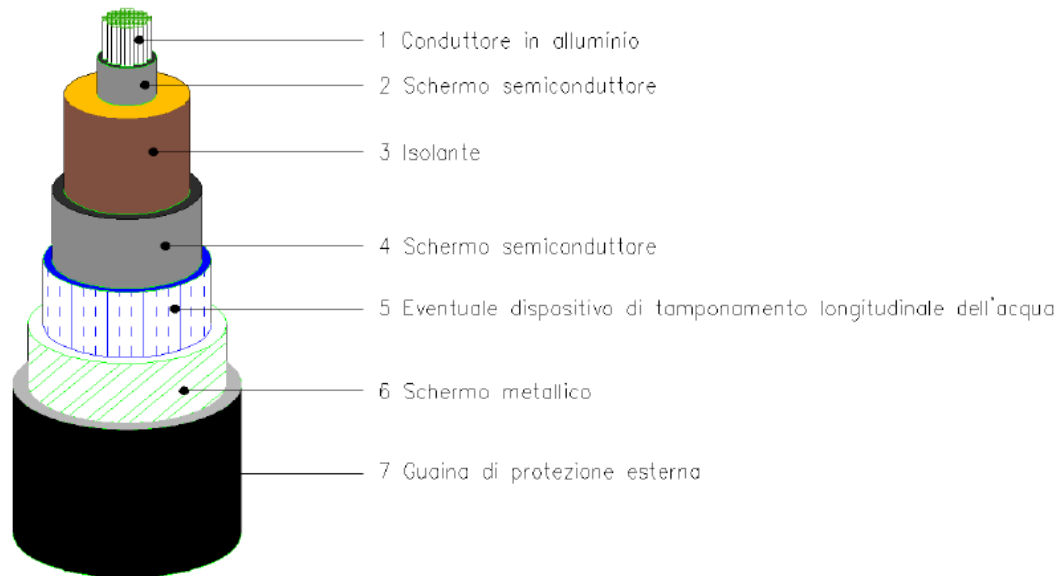 1 Conduttore in alluminio
2 Schermo semiconduttore
3 Isolante
4 Schermo semiconduttore
5 Eventuale dispositivo di tamponamento longitudinale dell'acqua
6 Schermo metallico
7 Guaina di protezione esterna